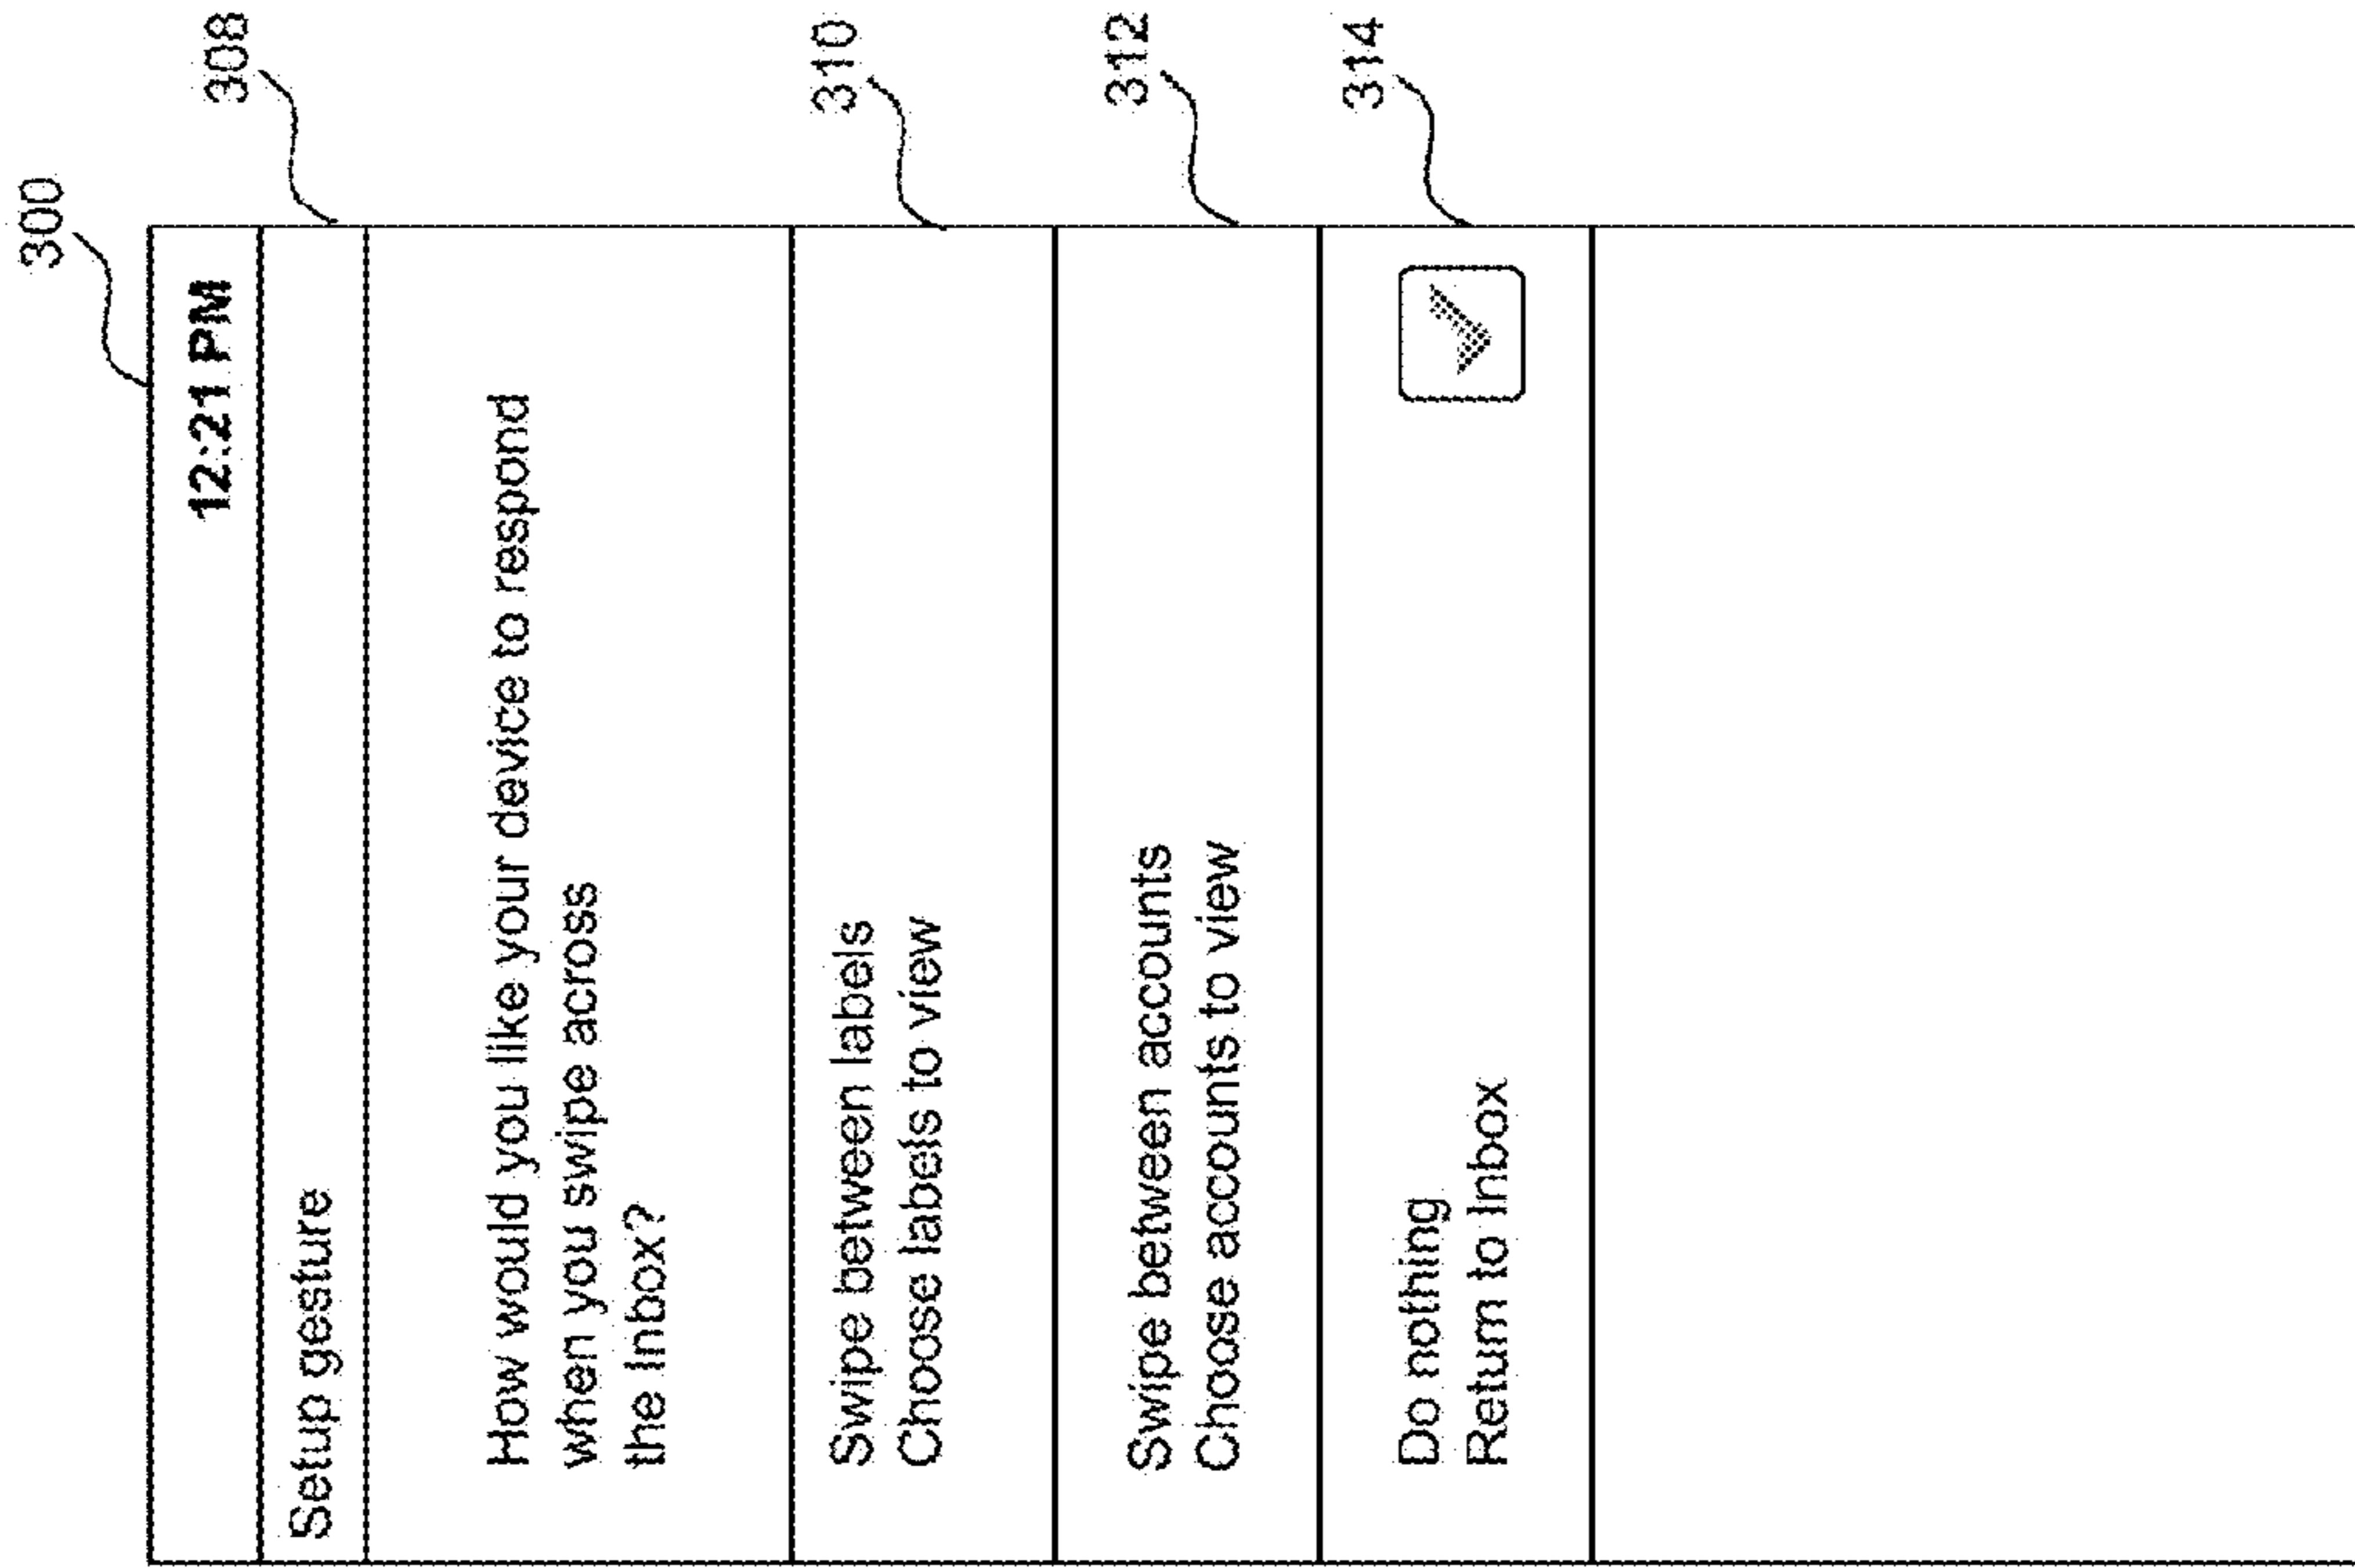 300
12:21 PM
308
Setup gesture
How would you like your device to respond
when you swipe across
the Inbox?
310
Swipe between labels
Choose labels to view
312
Swipe between accounts
Choose accounts to view
314
Do nothing
Return to Inbox